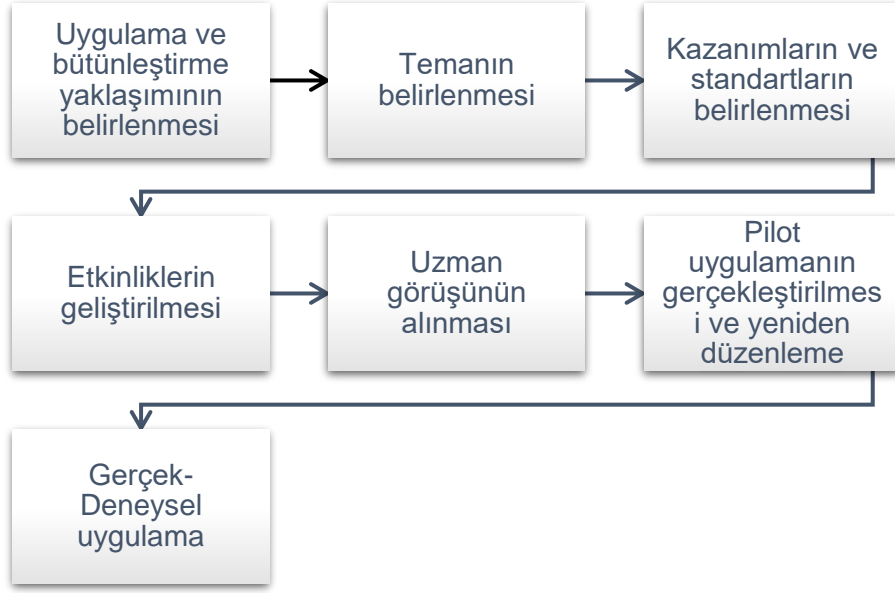 Uygulama ve
bütünleştirme
yaklaşımının
belirlenmesi
Temanın
belirlenmesi
Kazanımların ve
standartların
belirlenmesi
Etkinliklerin
geliştirilmesi
Uzman
görüşünün
alınması
Pilot
uygulamanın
gerçekleştirilmes
i ve yeniden
düzenleme
Gerçek-
Deneysel
uygulama